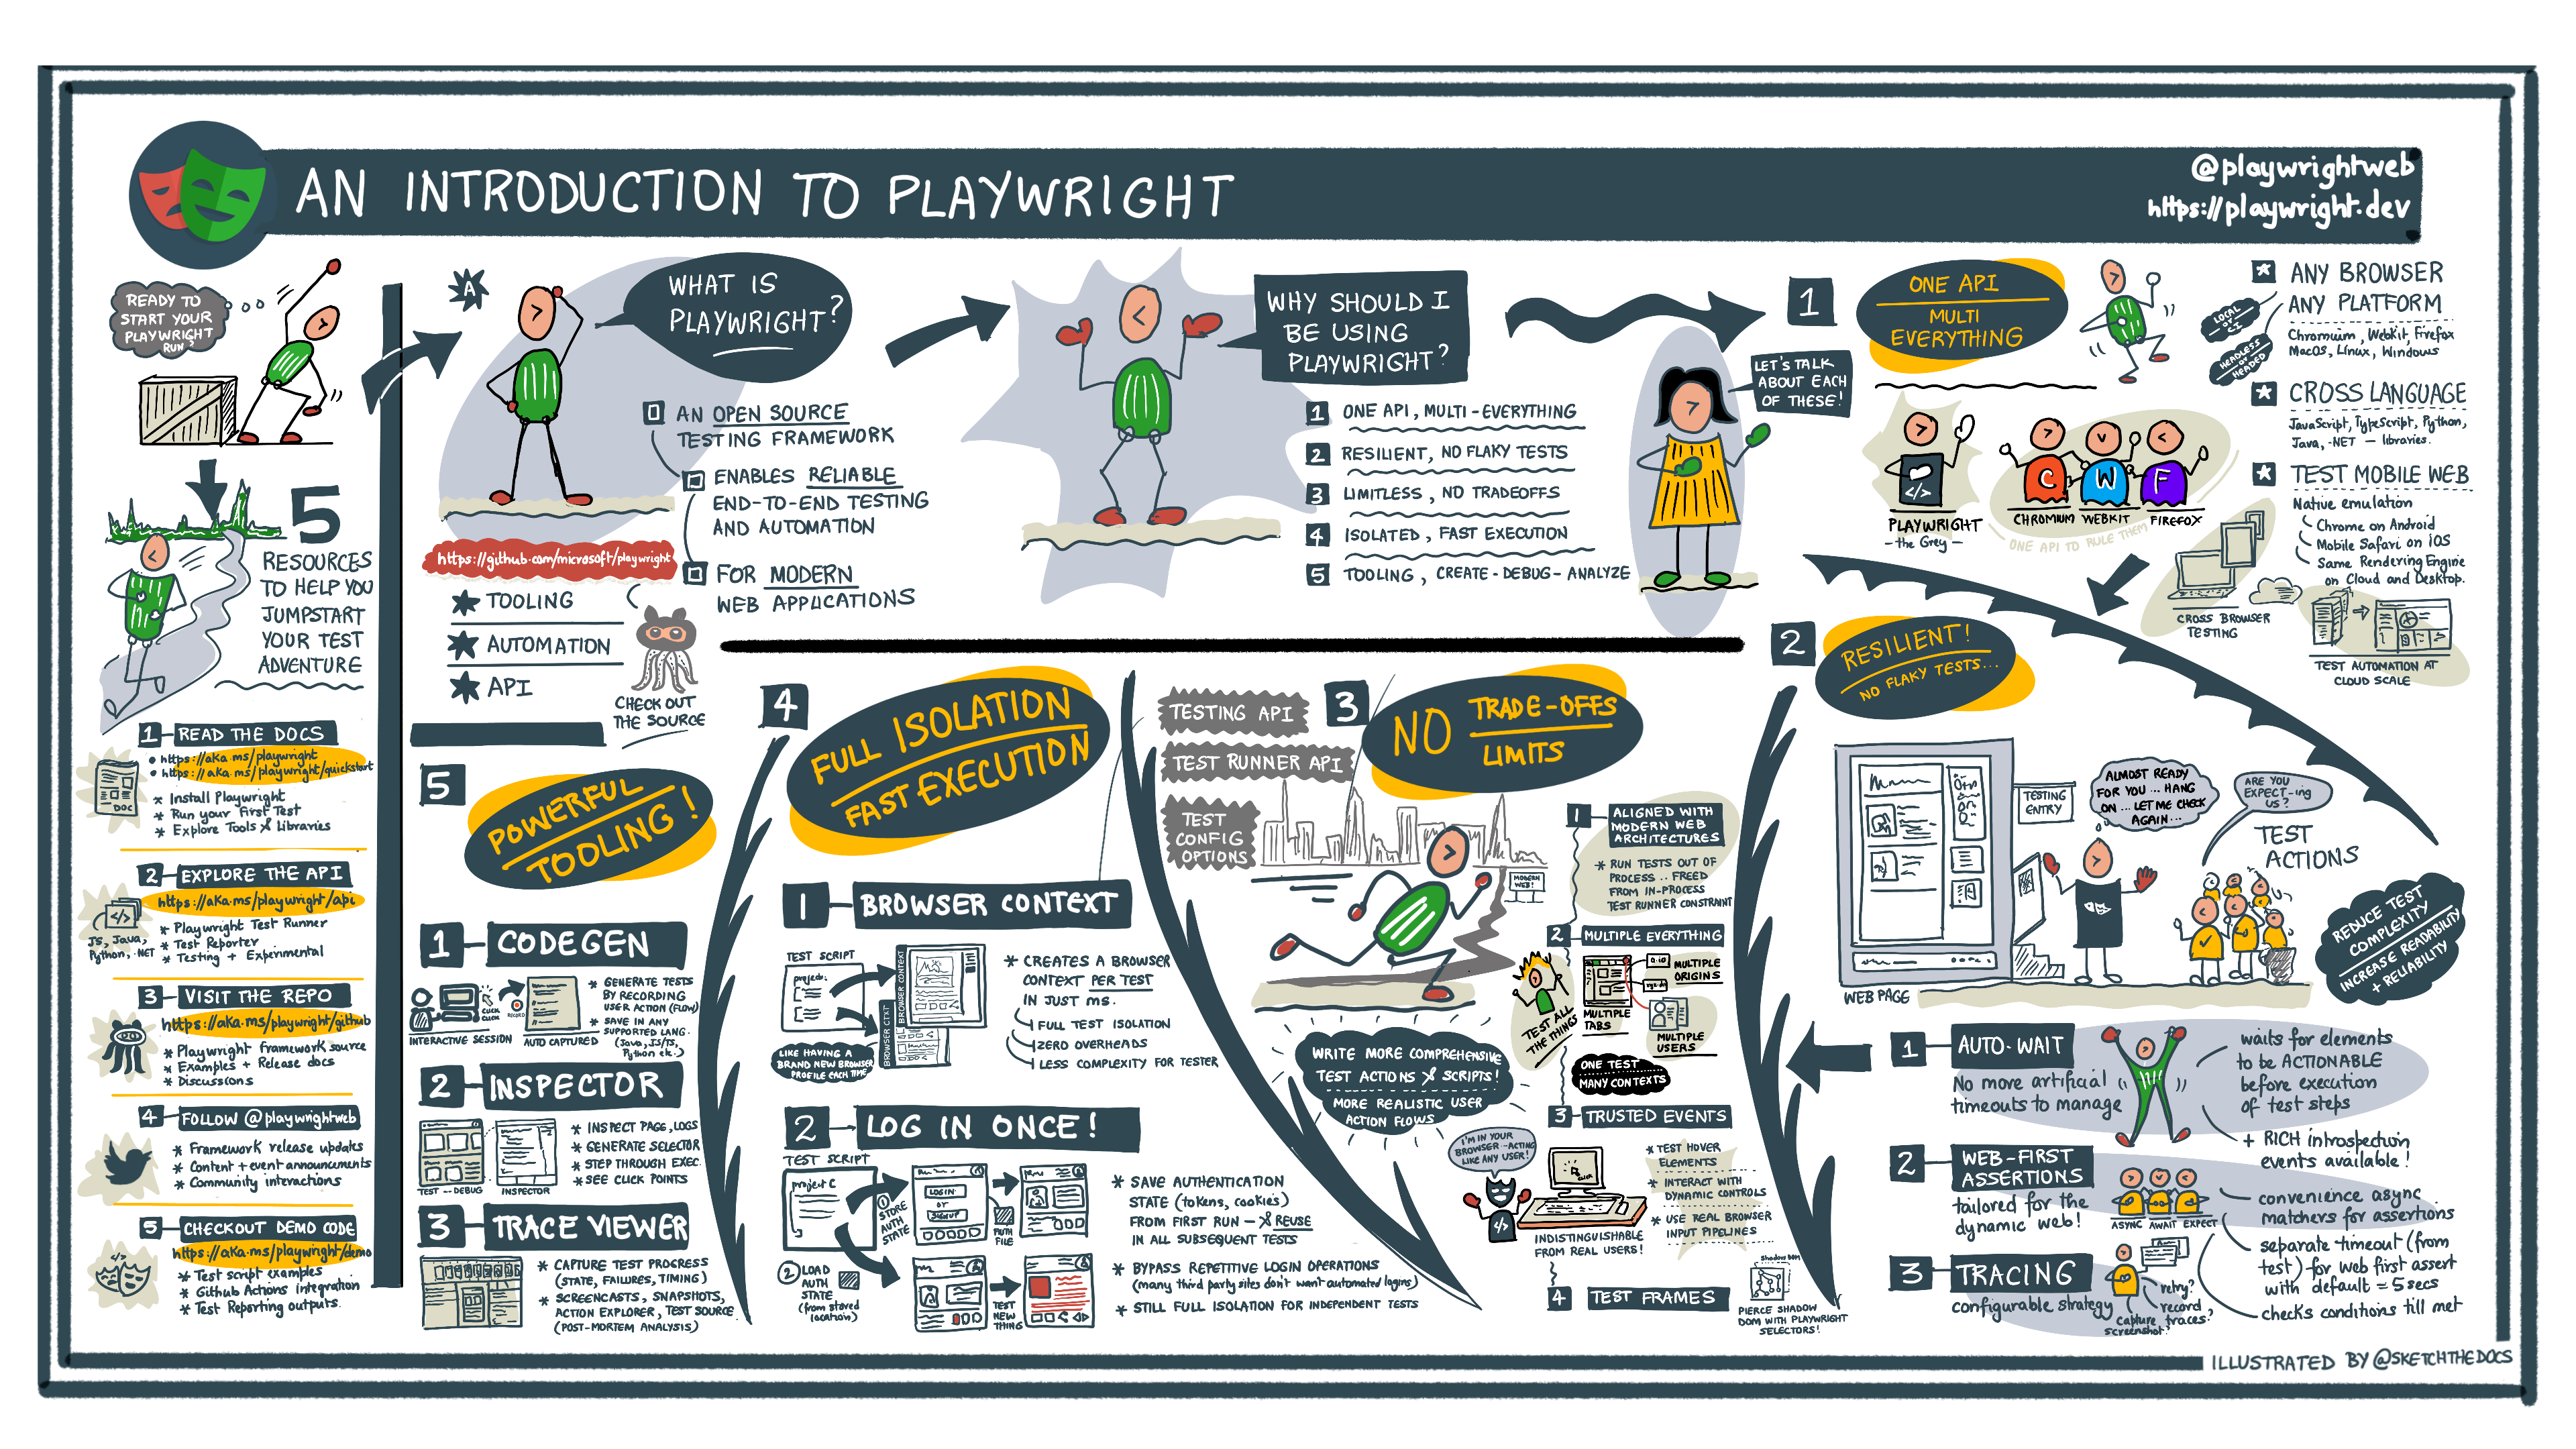 AN INTRODUCTION TO PLAYWRIGHT
@playwrightweb
https://playwright.dev
READY TO
START YOUR
PLAYWRIGHT
RUN?
5
RESOURCES
TO HELP YOU
JUMPSTART
YOUR TEST
ADVENTURE
1 READ THE DOCS
• https://aka.ms/playwright
• https://aka.ms/playwright/quickstart
DOC
* Install Playwright
* Run your First Test
* Explore Tools & Libraries
2 EXPLORE THE API
https://aka.ms/playwright/api
</>
JS, Java,
Python, .NET
* Playwright Test Runner
* Test Reporter
* Testing + Experimental
3 VISIT THE REPO
https://aka.ms/playwright/github
* Playwright framework source
* Examples + Release docs
* Discussions
4 FOLLOW @playwrightweb
* Framework release updates
* Content + event announcements
* Community interactions
5 CHECKOUT DEMO CODE
https://aka.ms/playwright/demo
</>
* Test script examples
* Github Actions integration
* Test Reporting outputs.
A
WHAT IS
PLAYWRIGHT?
AN OPEN SOURCE
TESTING FRAMEWORK
ENABLES RELIABLE
END-TO-END TESTING
AND AUTOMATION
FOR MODERN
WEB APPLICATIONS
https://github.com/microsoft/playwright
TOOLING
AUTOMATION
API
CHECK OUT
THE SOURCE
WHY SHOULD I
BE USING
PLAYWRIGHT?
1 ONE API, MULTI-EVERYTHING
2 RESILIENT, NO FLAKY TESTS
3 LIMITLESS, NO TRADEOFFS
4 ISOLATED, FAST EXECUTION
5 TOOLING, CREATE-DEBUG-ANALYZE
LET'S TALK
ABOUT EACH
OF THESE!
1
ONE API
MULTI
EVERYTHING
LOCAL
or
CI
HEADLESS
or
HEADED
ANY BROWSER
ANY PLATFORM
Chromium, Webkit, Firefox
MacOS, Linux, Windows
CROSS LANGUAGE
JavaScript, TypeScript, Python,
Java, .NET — libraries.
TEST MOBILE WEB
Native emulation
Chrome on Android
Mobile Safari on iOS
Same Rendering Engine
on Cloud and Desktop.
</>
C W F
PLAYWRIGHT
- the Grey -
CHROMIUM WEBKIT FIREFOX
ONE API TO RULE THEM
CROSS BROWSER
TESTING
TEST AUTOMATION AT
CLOUD SCALE
2
RESILIENT!
NO FLAKY TESTS...
TESTING
ENTRY
ALMOST READY
FOR YOU... HANG
ON... LET ME CHECK
AGAIN...
ARE YOU
EXPECT-ing
US?
TEST
ACTIONS
REDUCE TEST
COMPLEXITY
INCREASE READABILITY
+ RELIABILITY
WEB PAGE
1 AUTO-WAIT
No more artificial
timeouts to manage
waits for elements
to be ACTIONABLE
before execution
of test steps
+ RICH introspection
events available!
2 WEB-FIRST
ASSERTIONS
tailored for the
dynamic web!
ASYNC AWAIT EXPECT
convenience async
matchers for assertions
separate timeout (from
test) for web first assert
with default = 5 secs
checks conditions till met
3 TRACING
configurable strategy
retry?
record
traces?
capture
screenshot?
3
NO TRADE-OFFS
LIMITS
TESTING API
TEST RUNNER API
TEST
CONFIG
OPTIONS
MODERN
WEB!
WRITE MORE COMPREHENSIVE
TEST ACTIONS & SCRIPTS!
MORE REALISTIC USER
ACTION FLOWS
1 ALIGNED WITH
MODERN WEB
ARCHITECTURES
* RUN TESTS OUT OF
PROCESS.. FREED
FROM IN-PROCESS
TEST RUNNER CONSTRAINT
2 MULTIPLE EVERYTHING
TEST ALL
THE THINGS
MULTIPLE
ORIGINS
MULTIPLE
TABS
MULTIPLE
USERS
ONE TEST
MANY CONTEXTS
3 TRUSTED EVENTS
I'M IN YOUR
BROWSER -- ACTING
LIKE ANY USER!
CLICK
</>
INDISTINGUISHABLE
FROM REAL USERS!
* TEST HOVER
ELEMENTS
* INTERACT WITH
DYNAMIC CONTROLS
* USE REAL BROWSER
INPUT PIPELINES
4 TEST FRAMES
Shadow DOM
PIERCE SHADOW
DOM WITH PLAYWRIGHT
SELECTORS!
4
FULL ISOLATION
FAST EXECUTION
1 BROWSER CONTEXT
TEST SCRIPT
project:
BROWSER CONTEXT
BROWSER CTXT
LIKE HAVING A
BRAND NEW BROWSER
PROFILE EACH TIME
* CREATES A BROWSER
CONTEXT PER TEST
IN JUST ms.
FULL TEST ISOLATION
ZERO OVERHEADS
LESS COMPLEXITY FOR TESTER
2 LOG IN ONCE!
TEST SCRIPT
project C
1 STORE
AUTH
STATE
LOGIN
or
SIGNUP
AUTH
FILE
2 LOAD
AUTH
STATE
(from stored
location)
TEST
NEW
THING
* SAVE AUTHENTICATION
STATE (tokens, cookies)
FROM FIRST RUN — & REUSE
IN ALL SUBSEQUENT TESTS
* BYPASS REPETITIVE LOGIN OPERATIONS
(many third party sites don't want automated logins)
* STILL FULL ISOLATION FOR INDEPENDENT TESTS
5
POWERFUL
TOOLING!
1 CODEGEN
CLICK
CLICK
RECORD
INTERACTIVE SESSION
AUTO CAPTURED
* GENERATE TESTS
BY RECORDING
USER ACTION (FLOW)
* SAVE IN ANY
SUPPORTED LANG.
(Java, JS/TS,
Python etc.)
2 INSPECTOR
TEST -- DEBUG
INSPECTOR
* INSPECT PAGE, LOGS
* GENERATE SELECTOR
* STEP THROUGH EXEC.
* SEE CLICK POINTS
3 TRACE VIEWER
* CAPTURE TEST PROGRESS
(STATE, FAILURES, TIMING)
* SCREENCASTS, SNAPSHOTS,
ACTION EXPLORER, TEST SOURCE
(POST-MORTEM ANALYSIS)
ILLUSTRATED BY @SKETCHTHEDOCS